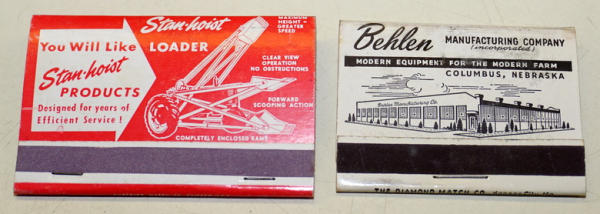 You Will Like
Stan-hoist
PRODUCTS
Designed for years of
Efficient Service !
Stan-hoist
LOADER
MAXIMUM
HEIGHT-
GREATER
SPEED
CLEAR VIEW
OPERATION
NO OBSTRUCTIONS
FORWARD
SCOOPING ACTION
COMPLETELY ENCLOSED RAMS
Behlen MANUFACTURING COMPANY
(incorporated)
MODERN EQUIPMENT FOR THE MODERN FARM
COLUMBUS, NEBRASKA
Behlen Manufacturing Co.
THE DIAMOND MATCH CO.